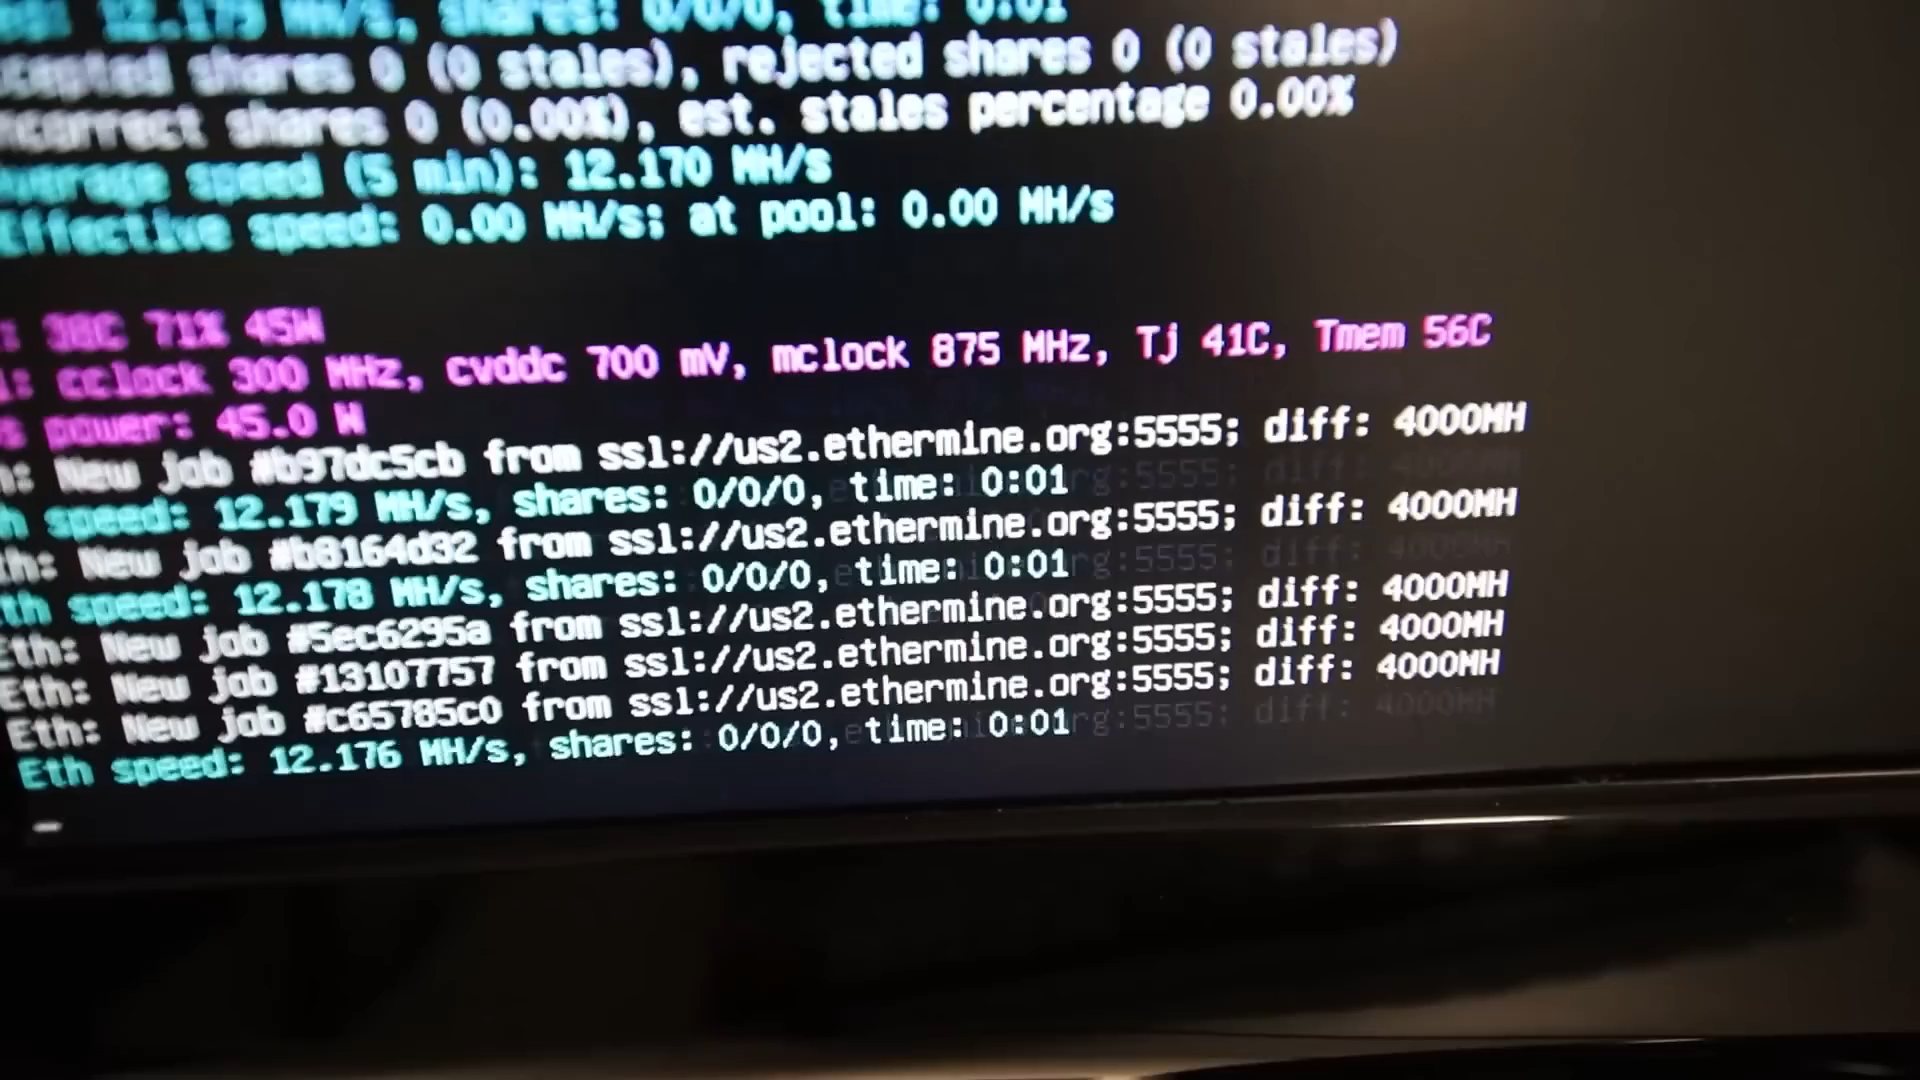 12.179 MH/s, shares: 0/0/0, time: 0:01
cepted shares 0 (0 stales), rejected shares 0 (0 stales)
ncorrect shares 0 (0.00%), est. stales percentage 0.00%
Average speed (5 min): 12.170 MH/s
Effective speed: 0.00 MH/s; at pool: 0.00 MH/s
: 38C 71% 45W
: cclock 300 MHz, cvddc 700 mV, mclock 875 MHz, Tj 41C, Tmem 56C
s power: 45.0 W
h: New job #b97dc5cb from ssl://us2.ethermine.org:5555; diff: 4000MH
h speed: 12.179 MH/s, shares: 0/0/0, time: 0:01
th: New job #b8164d32 from ssl://us2.ethermine.org:5555; diff: 4000MH
th speed: 12.178 MH/s, shares: 0/0/0, time: 0:01
Eth: New job #5ec6295a from ssl://us2.ethermine.org:5555; diff: 4000MH
Eth: New job #13107757 from ssl://us2.ethermine.org:5555; diff: 4000MH
Eth: New job #c65785c0 from ssl://us2.ethermine.org:5555; diff: 4000MH
Eth speed: 12.176 MH/s, shares: 0/0/0, time: 0:01